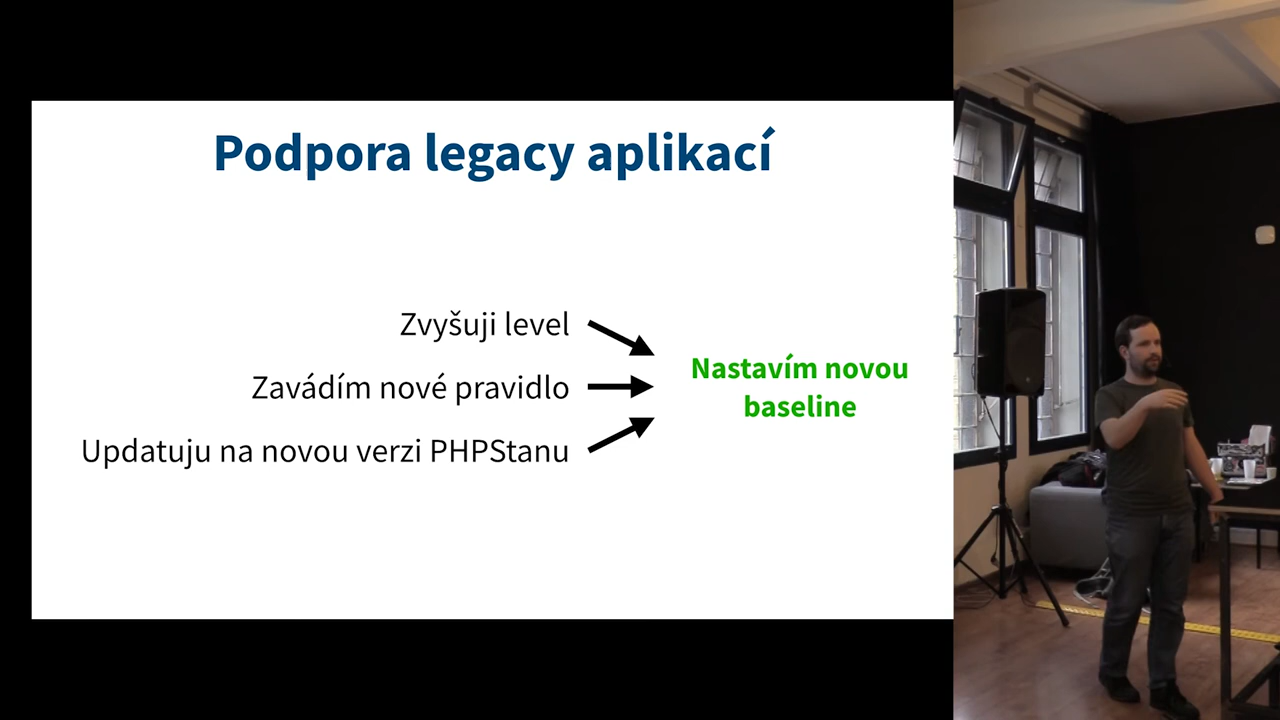 Podpora legacy aplikací
Zvyšuji level
Zavádím nové pravidlo
Updatuju na novou verzi PHPStanu
Nastavím novou
baseline